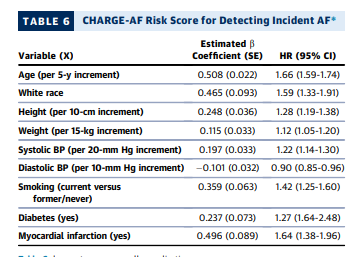 TABLE 6 CHARGE-AF Risk Score for Detecting Incident AF*
Variable (X) Estimated β Coefficient (SE) HR (95% CI)
Age (per 5-y increment) 0.508 (0.022) 1.66 (1.59-1.74)
White race 0.465 (0.093) 1.59 (1.33-1.91)
Height (per 10-cm increment) 0.248 (0.036) 1.28 (1.19-1.38)
Weight (per 15-kg increment) 0.115 (0.033) 1.12 (1.05-1.20)
Systolic BP (per 20-mm Hg increment) 0.197 (0.033) 1.22 (1.14-1.30)
Diastolic BP (per 10-mm Hg increment) −0.101 (0.032) 0.90 (0.85-0.96)
Smoking (current versus 0.359 (0.063) 1.42 (1.25-1.60)
former/never)
Diabetes (yes) 0.237 (0.073) 1.27 (1.64-2.48)
Myocardial infarction (yes) 0.496 (0.089) 1.64 (1.38-1.96)